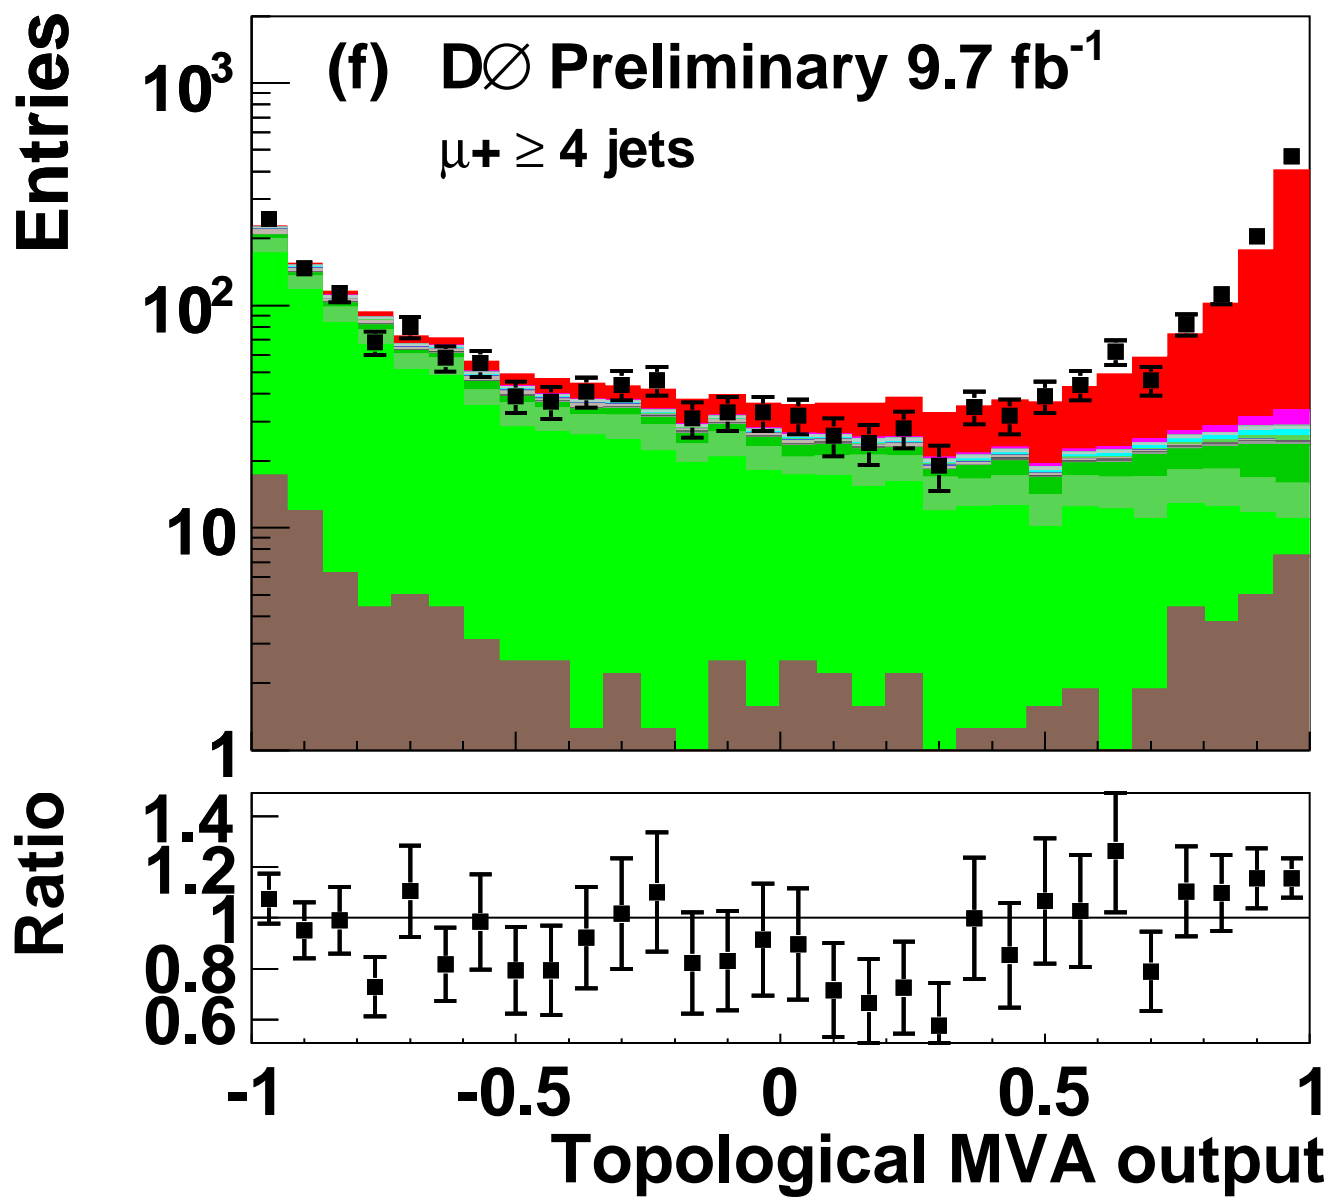 (f) DØ Preliminary 9.7 fb⁻¹
μ+ ≥ 4 jets
Entries
10³
10²
10
1
Ratio
1.4
1.2
1
0.8
0.6
-1 -0.5 0 0.5 1
Topological MVA output